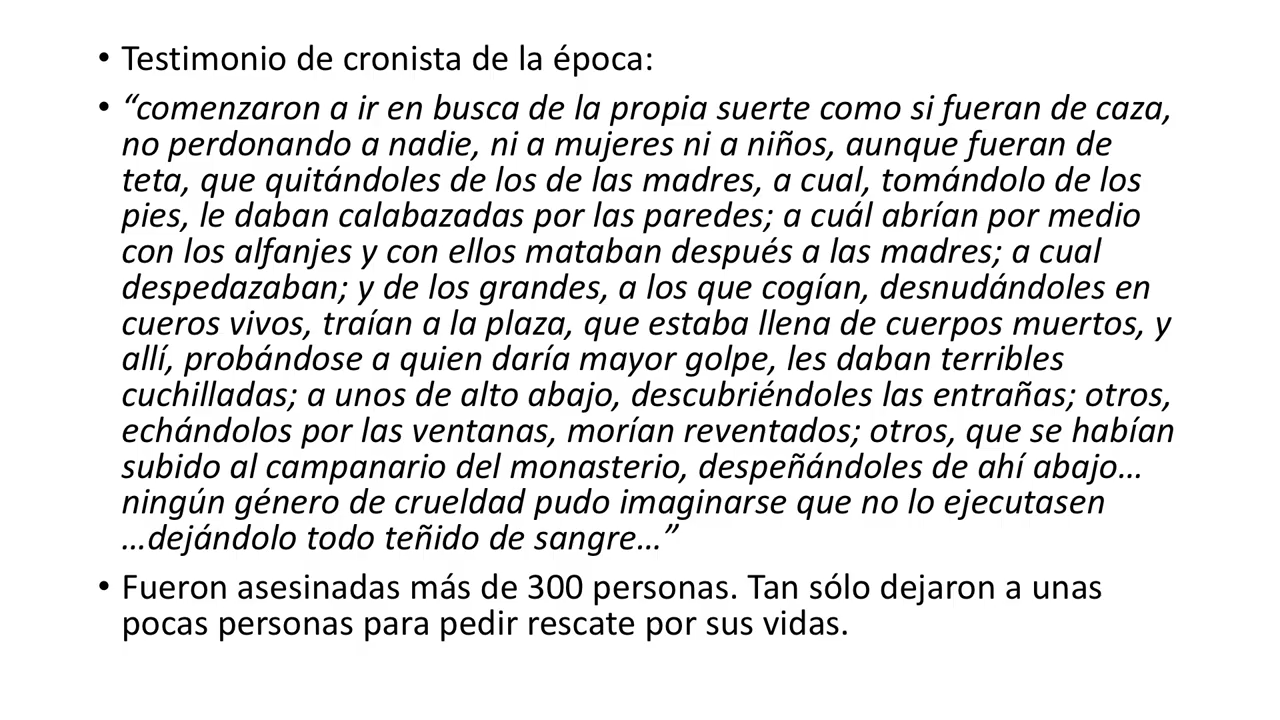 • Testimonio de cronista de la época:
• “comenzaron a ir en busca de la propia suerte como si fueran de caza,
no perdonando a nadie, ni a mujeres ni a niños, aunque fueran de
teta, que quitándoles de los de las madres, a cual, tomándolo de los
pies, le daban calabazadas por las paredes; a cuál abrían por medio
con los alfanjes y con ellos mataban después a las madres; a cual
despedazaban; y de los grandes, a los que cogían, desnudándoles en
cueros vivos, traían a la plaza, que estaba llena de cuerpos muertos, y
allí, probándose a quien daría mayor golpe, les daban terribles
cuchilladas; a unos de alto abajo, descubriéndoles las entrañas; otros,
echándolos por las ventanas, morían reventados; otros, que se habían
subido al campanario del monasterio, despeñándoles de ahí abajo…
ningún género de crueldad pudo imaginarse que no lo ejecutasen
…dejándolo todo teñido de sangre…”
• Fueron asesinadas más de 300 personas. Tan sólo dejaron a unas
pocas personas para pedir rescate por sus vidas.